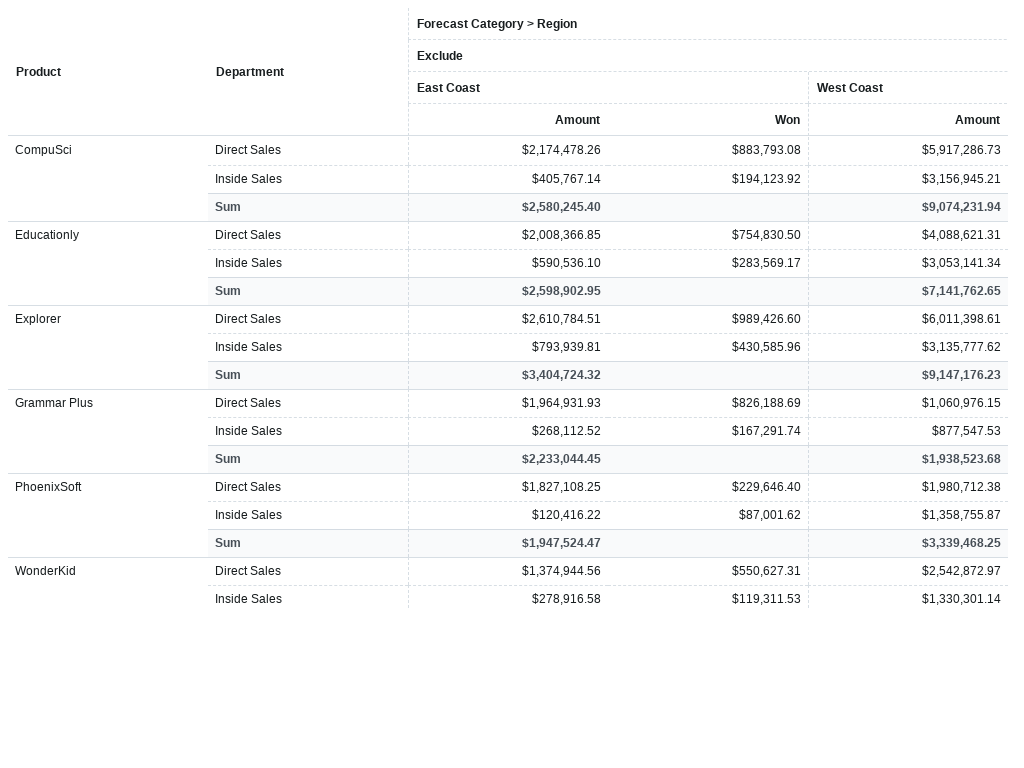 Forecast Category > Region
Exclude
Product Department
East Coast West Coast
Amount Won Amount
CompuSci Direct Sales $2,174,478.26 $883,793.08 $5,917,286.73
Inside Sales $405,767.14 $194,123.92 $3,156,945.21
Sum $2,580,245.40 $9,074,231.94
Educationly Direct Sales $2,008,366.85 $754,830.50 $4,088,621.31
Inside Sales $590,536.10 $283,569.17 $3,053,141.34
Sum $2,598,902.95 $7,141,762.65
Explorer Direct Sales $2,610,784.51 $989,426.60 $6,011,398.61
Inside Sales $793,939.81 $430,585.96 $3,135,777.62
Sum $3,404,724.32 $9,147,176.23
Grammar Plus Direct Sales $1,964,931.93 $826,188.69 $1,060,976.15
Inside Sales $268,112.52 $167,291.74 $877,547.53
Sum $2,233,044.45 $1,938,523.68
PhoenixSoft Direct Sales $1,827,108.25 $229,646.40 $1,980,712.38
Inside Sales $120,416.22 $87,001.62 $1,358,755.87
Sum $1,947,524.47 $3,339,468.25
WonderKid Direct Sales $1,374,944.56 $550,627.31 $2,542,872.97
Inside Sales $278,916.58 $119,311.53 $1,330,301.14